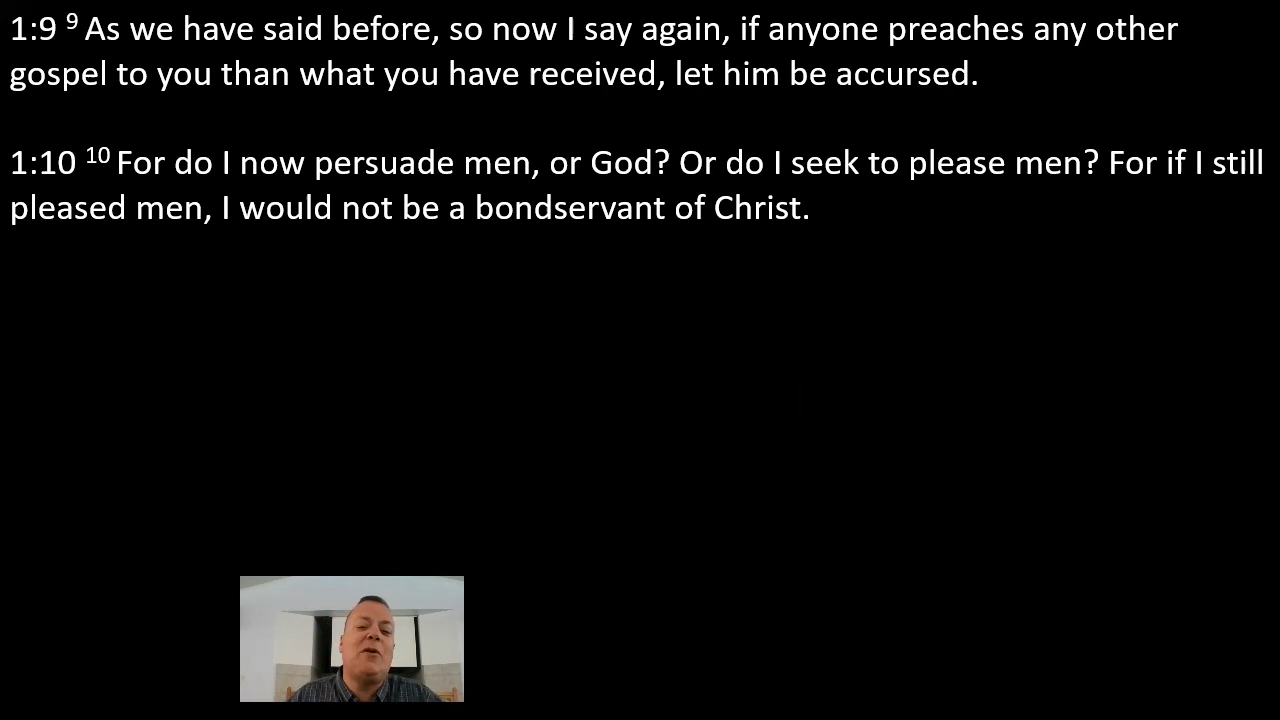 1:9 ⁹ As we have said before, so now I say again, if anyone preaches any other
gospel to you than what you have received, let him be accursed.
1:10 ¹⁰ For do I now persuade men, or God? Or do I seek to please men? For if I still
pleased men, I would not be a bondservant of Christ.